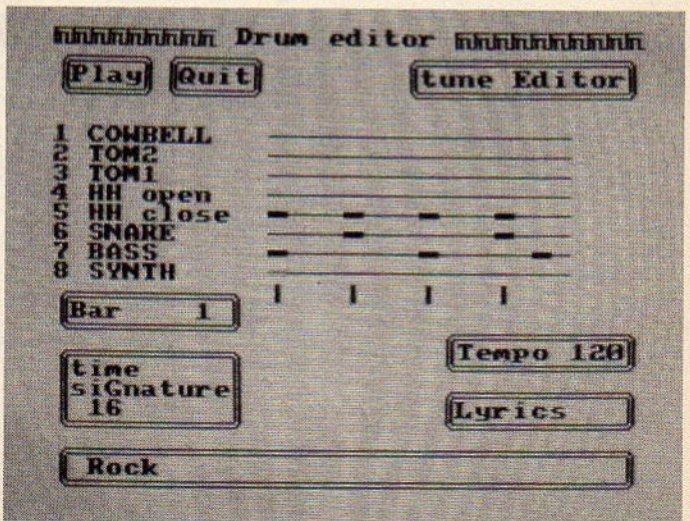 Drum editor
Play Quit tune Editor
1 COWBELL
2 TOM2
3 TOM1
4 HH open
5 HH close
6 SNARE
7 BASS
8 SYNTH
Bar 1
Tempo 120
time
siGnature
16
Lyrics
Rock